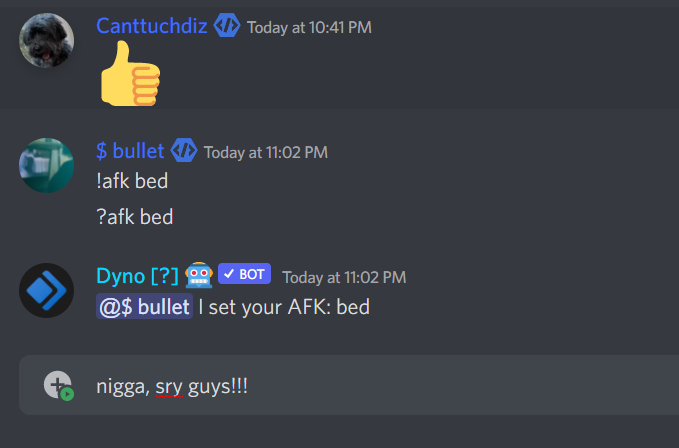 Canttuchdiz Today at 10:41 PM
$ bullet Today at 11:02 PM
!afk bed
?afk bed
Dyno [?] ✓ BOT Today at 11:02 PM
@$ bullet I set your AFK: bed
nigga, sry guys!!!